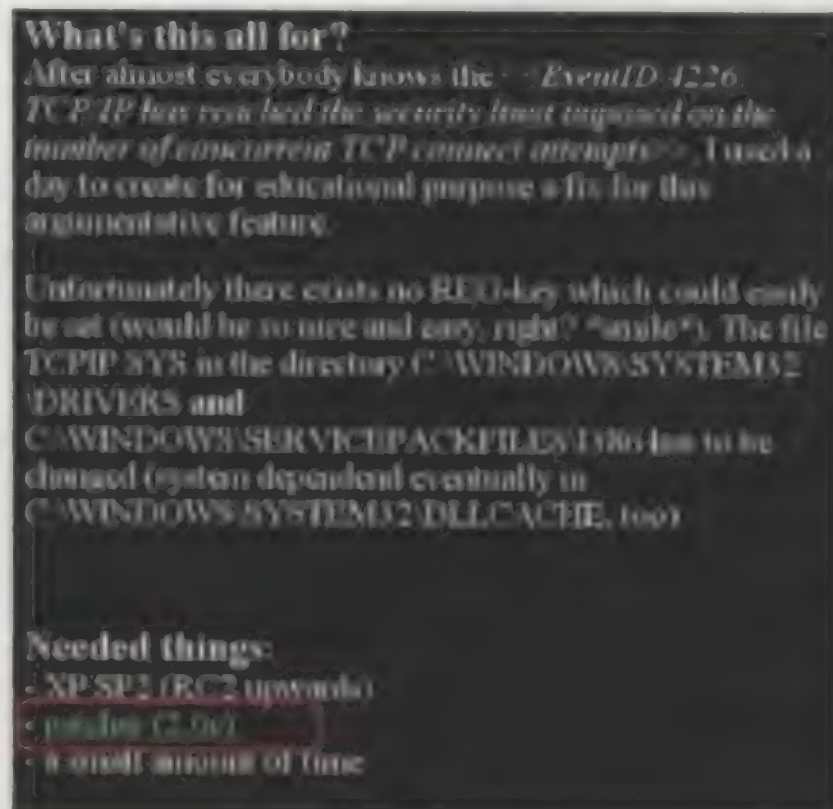 What's this all for?
After almost everybody knows the << EventID 4226:
TCP/IP has reached the security limit imposed on the
number of concurrent TCP connect attempts>>, I used a
day to create for educational purpose a fix for this
argumentative feature.
Unfortunately there exists no REG-key which could easily
be set (would be so nice and easy, right? *smile*). The file
TCPIP.SYS in the directory C:\WINDOWS\SYSTEM32
\DRIVERS and
C:\WINDOWS\SERVICEPACKFILES\I386 has to be
changed (system dependend eventually in
C:\WINDOWS\SYSTEM32\DLLCACHE, too)
Needed things:
- XP SP2 (RC2 upwards)
- patcher
- a small amount of time